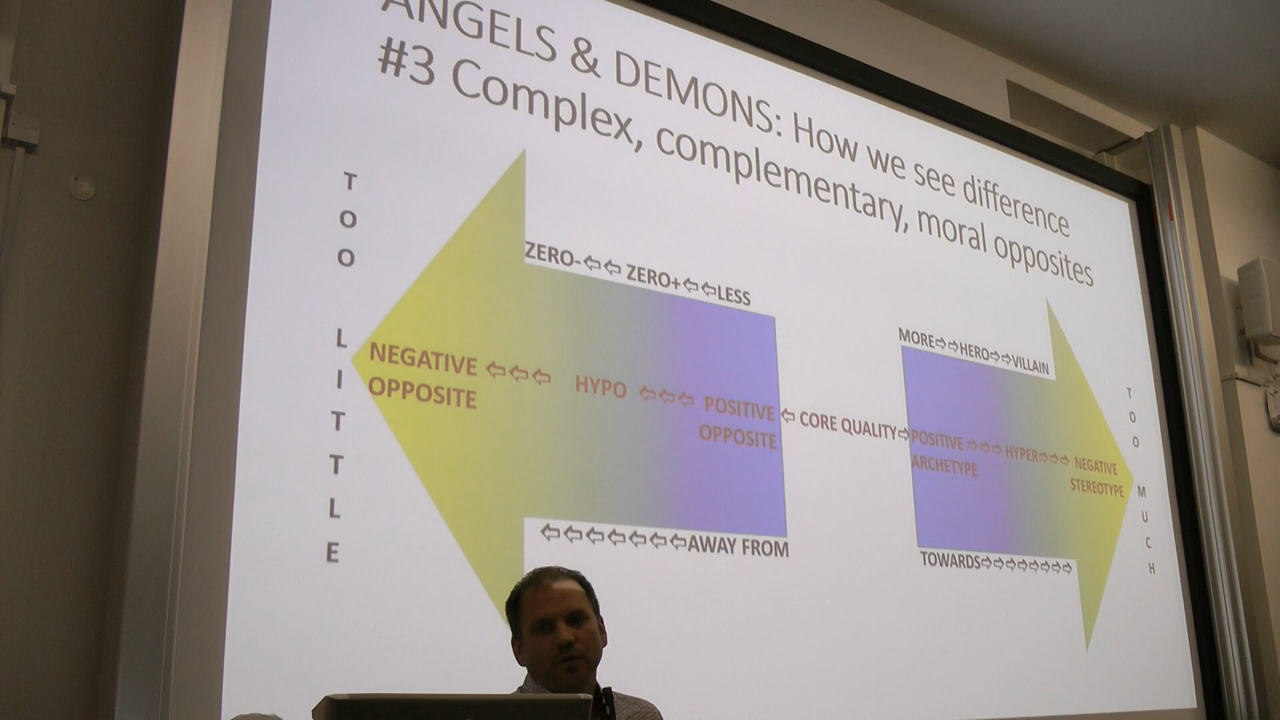 ANGELS & DEMONS: How we see difference
#3 Complex, complementary, moral opposites
TOO LITTLE
ZERO-⇦⇦ ZERO+⇦⇦LESS
NEGATIVE OPPOSITE ⇦⇦⇦ HYPO ⇦⇦⇦ POSITIVE OPPOSITE
⇦⇦⇦⇦⇦⇦⇦AWAY FROM
⇦ CORE QUALITY⇨
MORE⇨⇨HERO⇨⇨VILLAIN
POSITIVE ARCHETYPE ⇨⇨⇨ HYPER⇨⇨⇨ NEGATIVE STEREOTYPE
TOWARDS⇨⇨⇨⇨⇨⇨⇨⇨
TOO MUCH